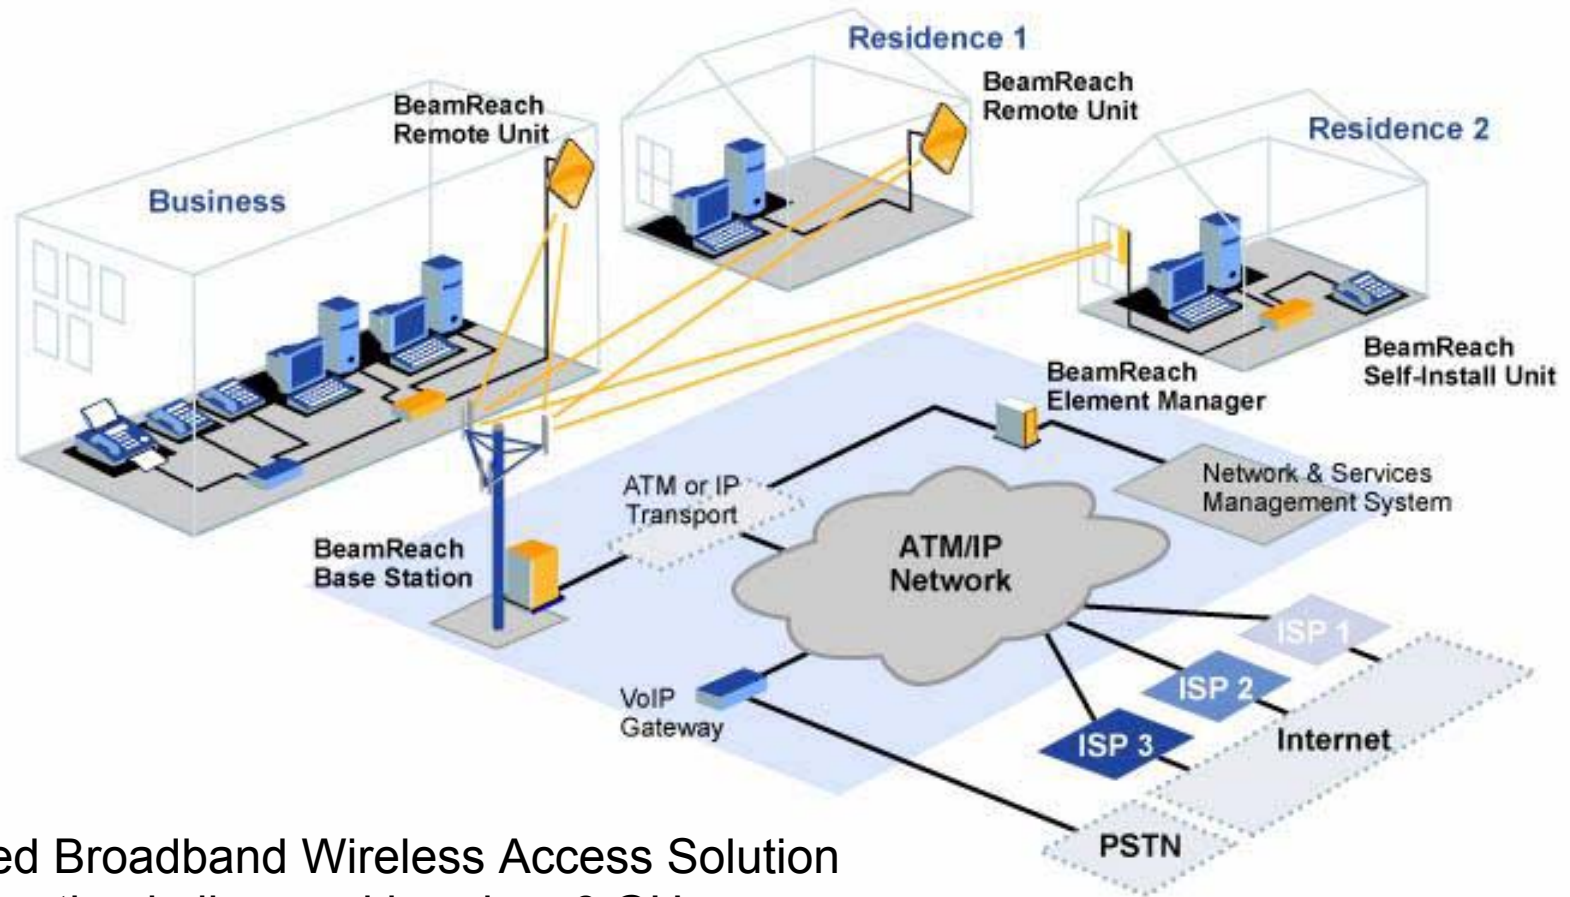 Residence 1
BeamReach
Remote Unit
BeamReach
Remote Unit
Residence 2
Business
BeamReach
Self-Install Unit
BeamReach
Element Manager
Network & Services
Management System
ATM or IP
Transport
ATM/IP
Network
BeamReach
Base Station
ISP 1
ISP 2
ISP 3
VoIP
Gateway
Internet
PSTN
Broadband Wireless Access Solution